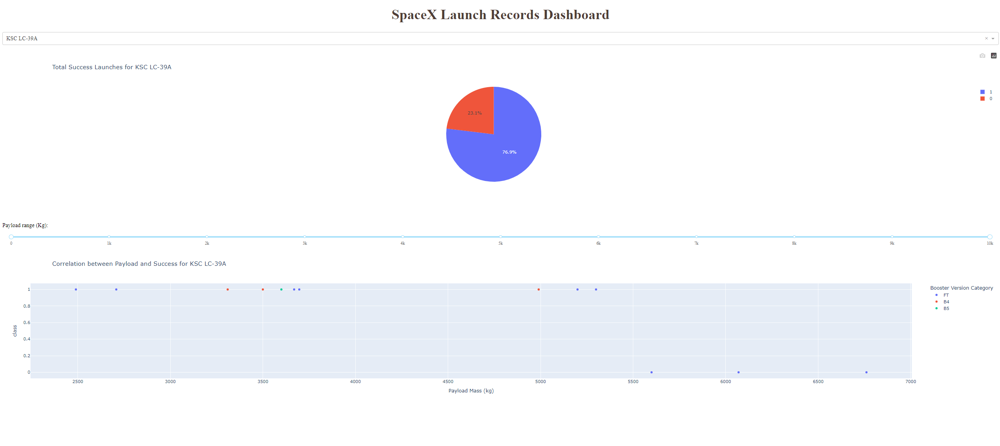 SpaceX Launch Records Dashboard
KSC LC-39A
Total Success Launches for KSC LC-39A
1
0
23.1%
76.9%
Payload range (Kg):
0 1k 2k 3k 4k 5k 6k 7k 8k 9k 10k
Correlation between Payload and Success for KSC LC-39A
Booster Version Category
FT
B4
B5
class
1
0.8
0.6
0.4
0.2
0
2500 3000 3500 4000 4500 5000 5500 6000 6500 7000
Payload Mass (kg)